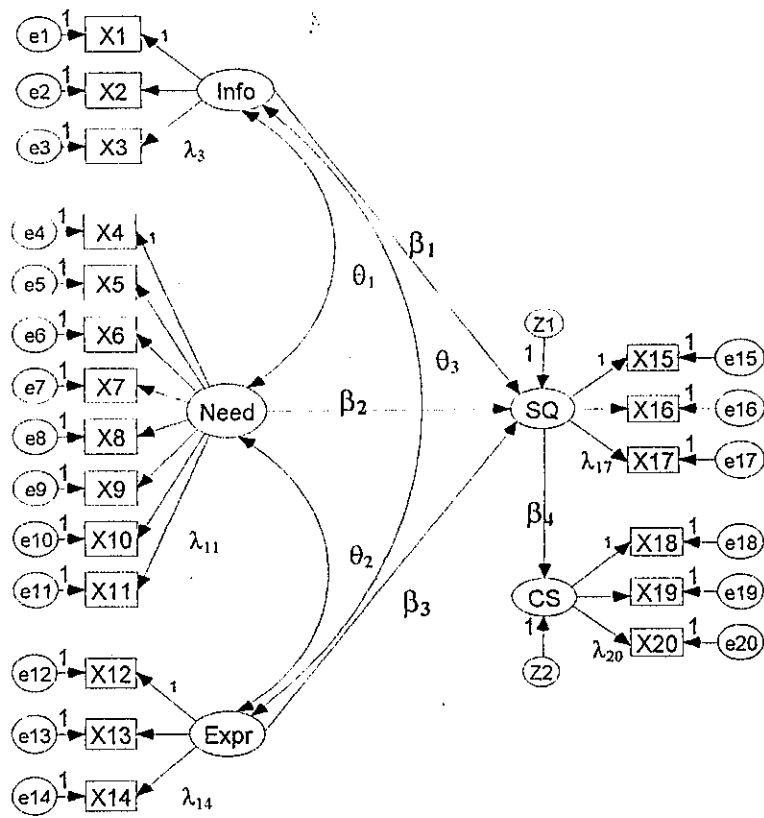 e1 1 X1 1
e2 1 X2 Info
e3 1 X3 λ3
e4 1 X4 1
β1
e5 1 X5 θ1
e6 1 X6 Z1
1 θ3 1 X15 1 e15
e7 1 X7
Need β2 SQ X16 1 e16
e8 1 X8
e9 1 X9 λ17 X17 1 e17
e10 1 X10 λ11 β4
1 X18 1 e18
e11 1 X11 θ2
β3 CS X19 1 e19
1 λ20 X20 1 e20
e12 1 X12 1 Z2
e13 1 X13 Expr
e14 1 X14 λ14